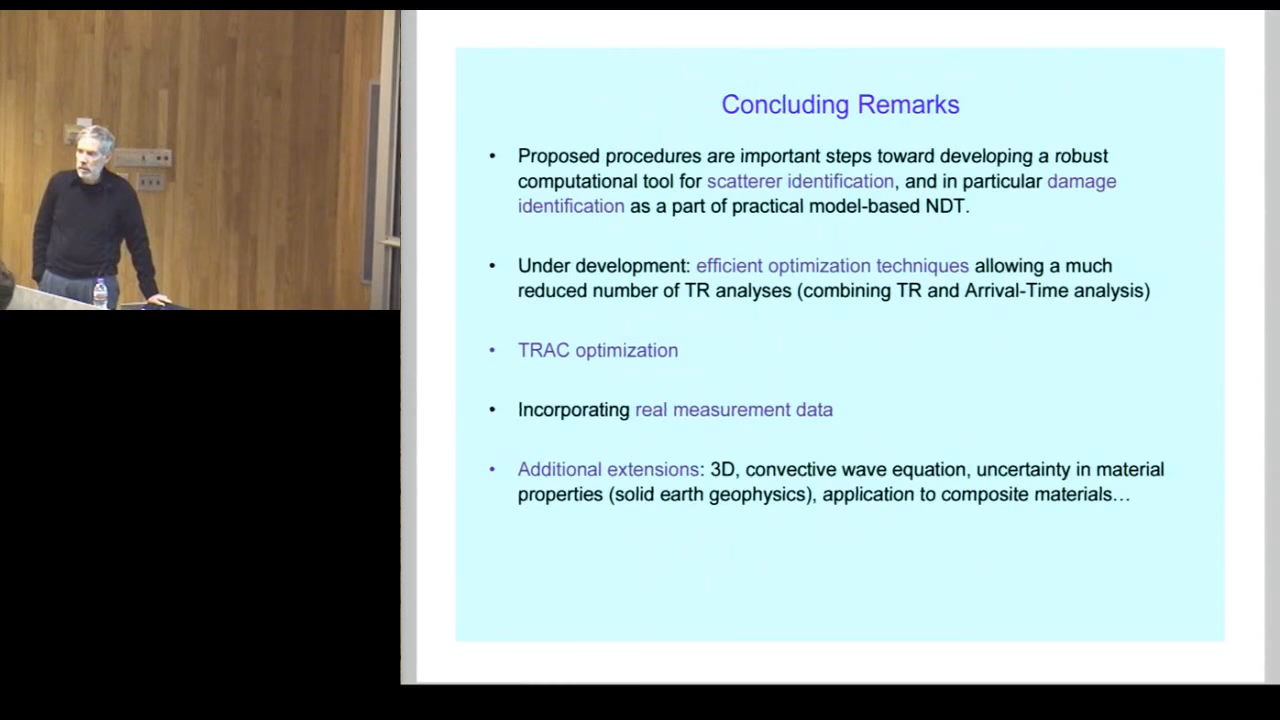 Concluding Remarks
• Proposed procedures are important steps toward developing a robust
computational tool for scatterer identification, and in particular damage
identification as a part of practical model-based NDT.
• Under development: efficient optimization techniques allowing a much
reduced number of TR analyses (combining TR and Arrival-Time analysis)
• TRAC optimization
• Incorporating real measurement data
• Additional extensions: 3D, convective wave equation, uncertainty in material
properties (solid earth geophysics), application to composite materials…